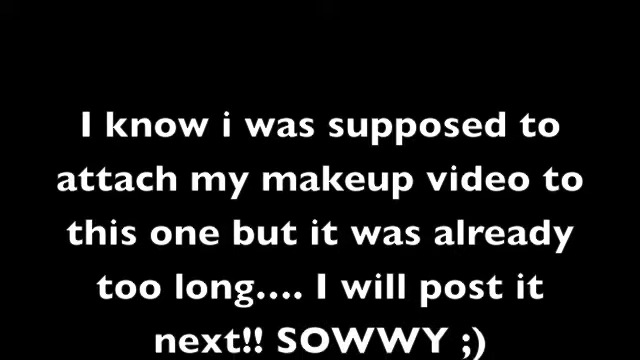 I know i was supposed to
attach my makeup video to
this one but it was already
too long.... I will post it
next!! SOWWY ;)